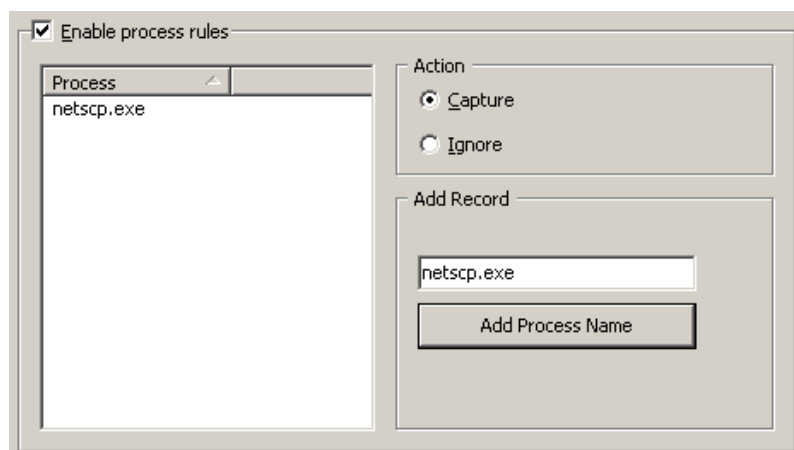 Enable process rules
Process
netscp.exe
Action
Capture
Ignore
Add Record
netscp.exe
Add Process Name